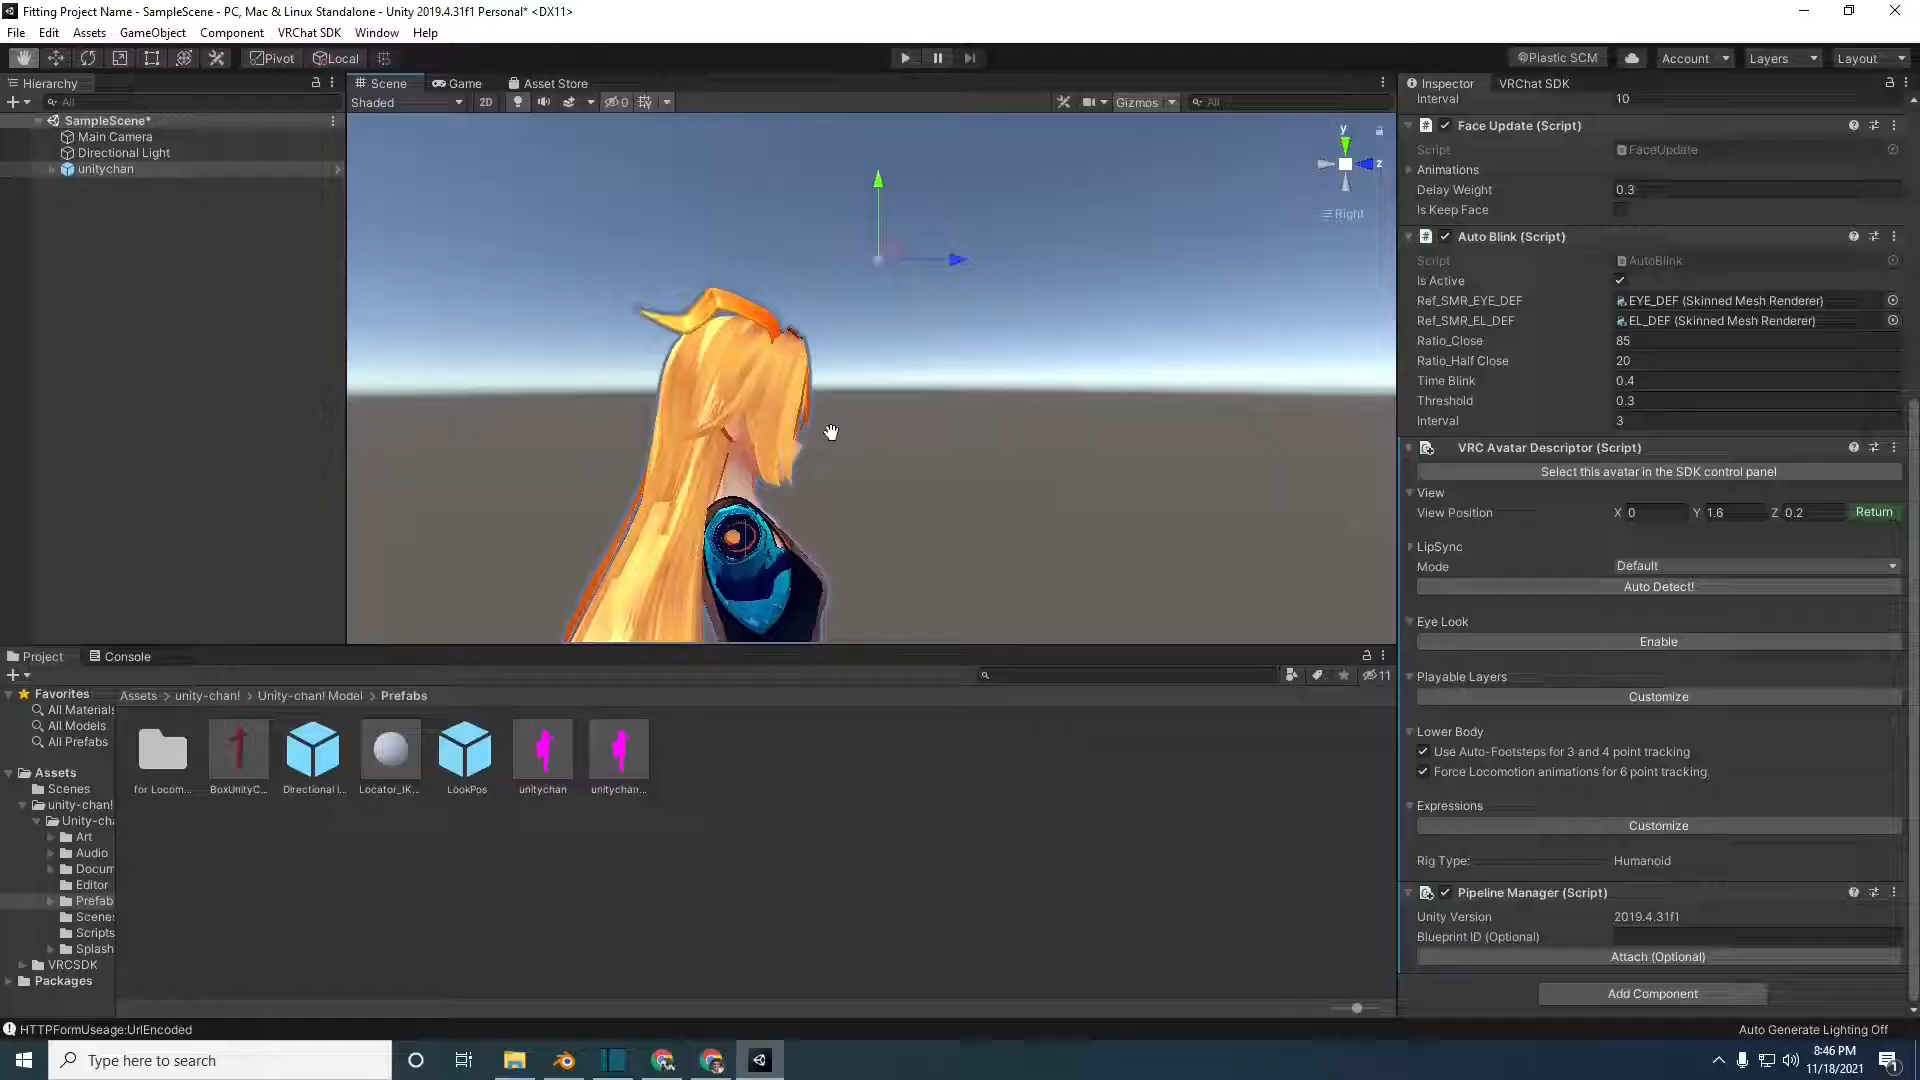 Fitting Project Name - SampleScene - PC, Mac & Linux Standalone - Unity 2019.4.31f1 Personal* <DX11>
File Edit Assets GameObject Component VRChat SDK Window Help
Pivot Local Plastic SCM Account Layers Layout
Hierarchy
All
SampleScene*
Main Camera
Directional Light
unitychan
Scene Game Asset Store
Shaded 2D 0 Gizmos All
y
z
Right
Inspector VRChat SDK
Interval 10
Face Update (Script)
Script FaceUpdate
Animations
Delay Weight 0.3
Is Keep Face
Auto Blink (Script)
Script AutoBlink
Is Active
Ref_SMR_EYE_DEF EYE_DEF (Skinned Mesh Renderer)
Ref_SMR_EL_DEF EL_DEF (Skinned Mesh Renderer)
Ratio_Close 85
Ratio_Half Close 20
Time Blink 0.4
Threshold 0.3
Interval 3
VRC Avatar Descriptor (Script)
Select this avatar in the SDK control panel
View
View Position X 0 Y 1.6 Z 0.2 Return
LipSync
Mode Default
Auto Detect!
Eye Look
Enable
Playable Layers
Customize
Lower Body
Use Auto-Footsteps for 3 and 4 point tracking
Force Locomotion animations for 6 point tracking
Expressions
Customize
Rig Type: Humanoid
Pipeline Manager (Script)
Unity Version 2019.4.31f1
Blueprint ID (Optional)
Attach (Optional)
Add Component
Project Console
11
Favorites
All Materials
All Models
All Prefabs
Assets
Scenes
unity-chan!
Unity-cha
Art
Audio
Docum
Editor
Prefab
Scenes
Scripts
Splash
VRCSDK
Packages
Assets > unity-chan! > Unity-chan! Model > Prefabs
for Locom... BoxUnityC... Directional l... Locator_IK... LookPos unitychan unitychan...
HTTPFormUseage:UrlEncoded
Auto Generate Lighting Off
Type here to search
8:46 PM
11/18/2021
1